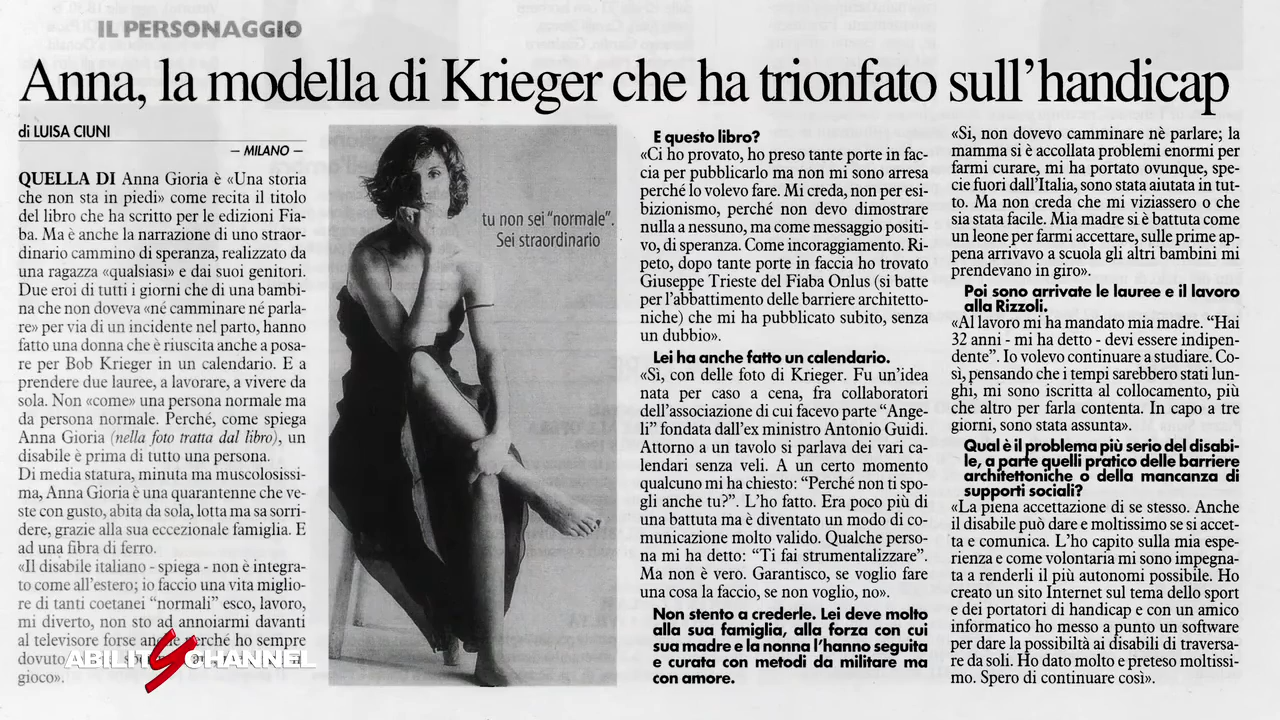 IL PERSONAGGIO
Anna, la modella di Krieger che ha trionfato sull'handicap
di LUISA CIUNI
— MILANO —
QUELLA DI Anna Gioria è «Una storia
che non sta in piedi» come recita il titolo
del libro che ha scritto per le edizioni Fia-
ba. Ma è anche la narrazione di uno straor-
dinario cammino di speranza, realizzato da
una ragazza «qualsiasi» e dai suoi genitori.
Due eroi di tutti i giorni che di una bambi-
na che non doveva «né camminare né parla-
re» per via di un incidente nel parto, hanno
fatto una donna che è riuscita anche a posa-
re per Bob Krieger in un calendario. E a
prendere due lauree, a lavorare, a vivere da
sola. Non «come» una persona normale ma
da persona normale. Perché, come spiega
Anna Gioria (nella foto tratta dal libro), un
disabile è prima di tutto una persona.
Di media statura, minuta ma muscolosissi-
ma, Anna Gioria è una quarantenne che ve-
ste con gusto, abita da sola, lotta ma sa sorri-
dere, grazie alla sua eccezionale famiglia. E
ad una fibra di ferro.
«Il disabile italiano - spiega - non è integra-
to come all'estero; io faccio una vita miglio-
re di tanti coetanei “normali” esco, lavoro,
mi diverto, non sto ad annoiarmi davanti
al televisore forse anche perché ho sempre
dovuto
gioco».
ABILITYCHANNEL
tu non sei "normale".
Sei straordinario
E questo libro?
«Ci ho provato, ho preso tante porte in fac-
cia per pubblicarlo ma non mi sono arresa
perché lo volevo fare. Mi creda, non per esi-
bizionismo, perché non devo dimostrare
nulla a nessuno, ma come messaggio positi-
vo, di speranza. Come incoraggiamento. Ri-
peto, dopo tante porte in faccia ho trovato
Giuseppe Trieste del Fiaba Onlus (si batte
per l'abbattimento delle barriere architetto-
niche) che mi ha pubblicato subito, senza
un dubbio».
Lei ha anche fatto un calendario.
«Sì, con delle foto di Krieger. Fu un'idea
nata per caso a cena, fra collaboratori
dell'associazione di cui facevo parte “Ange-
li” fondata dall'ex ministro Antonio Guidi.
Attorno a un tavolo si parlava dei vari ca-
lendari senza veli. A un certo momento
qualcuno mi ha chiesto: “Perché non ti spo-
gli anche tu?”. L'ho fatto. Era poco più di
una battuta ma è diventato un modo di co-
municazione molto valido. Qualche perso-
na mi ha detto: “Ti fai strumentalizzare”.
Ma non è vero. Garantisco, se voglio fare
una cosa la faccio, se non voglio, no».
Non stento a crederle. Lei deve molto
alla sua famiglia, alla forza con cui
sua madre e la nonna l'hanno seguita
e curata con metodi da militare ma
con amore.
«Si, non dovevo camminare nè parlare; la
mamma si è accollata problemi enormi per
farmi curare, mi ha portato ovunque, spe-
cie fuori dall'Italia, sono stata aiutata in tut-
to. Ma non creda che mi viziassero o che
sia stata facile. Mia madre si è battuta come
un leone per farmi accettare, sulle prime ap-
pena arrivavo a scuola gli altri bambini mi
prendevano in giro».
Poi sono arrivate le lauree e il lavoro
alla Rizzoli.
«Al lavoro mi ha mandato mia madre. “Hai
32 anni - mi ha detto - devi essere indipen-
dente”. Io volevo continuare a studiare. Co-
sì, pensando che i tempi sarebbero stati lun-
ghi, mi sono iscritta al collocamento, più
che altro per farla contenta. In capo a tre
giorni, sono stata assunta».
Qual è il problema più serio del disabi-
le, a parte quelli pratico delle barriere
architettoniche o della mancanza di
supporti sociali?
«La piena accettazione di se stesso. Anche
il disabile può dare e moltissimo se si accet-
ta e comunica. L'ho capito sulla mia espe-
rienza e come volontaria mi sono impegna-
ta a renderli il più autonomi possibile. Ho
creato un sito Internet sul tema dello sport
e dei portatori di handicap e con un amico
informatico ho messo a punto un software
per dare la possibiltà ai disabili di traversa-
re da soli. Ho dato molto e preteso moltissi-
mo. Spero di continuare così».